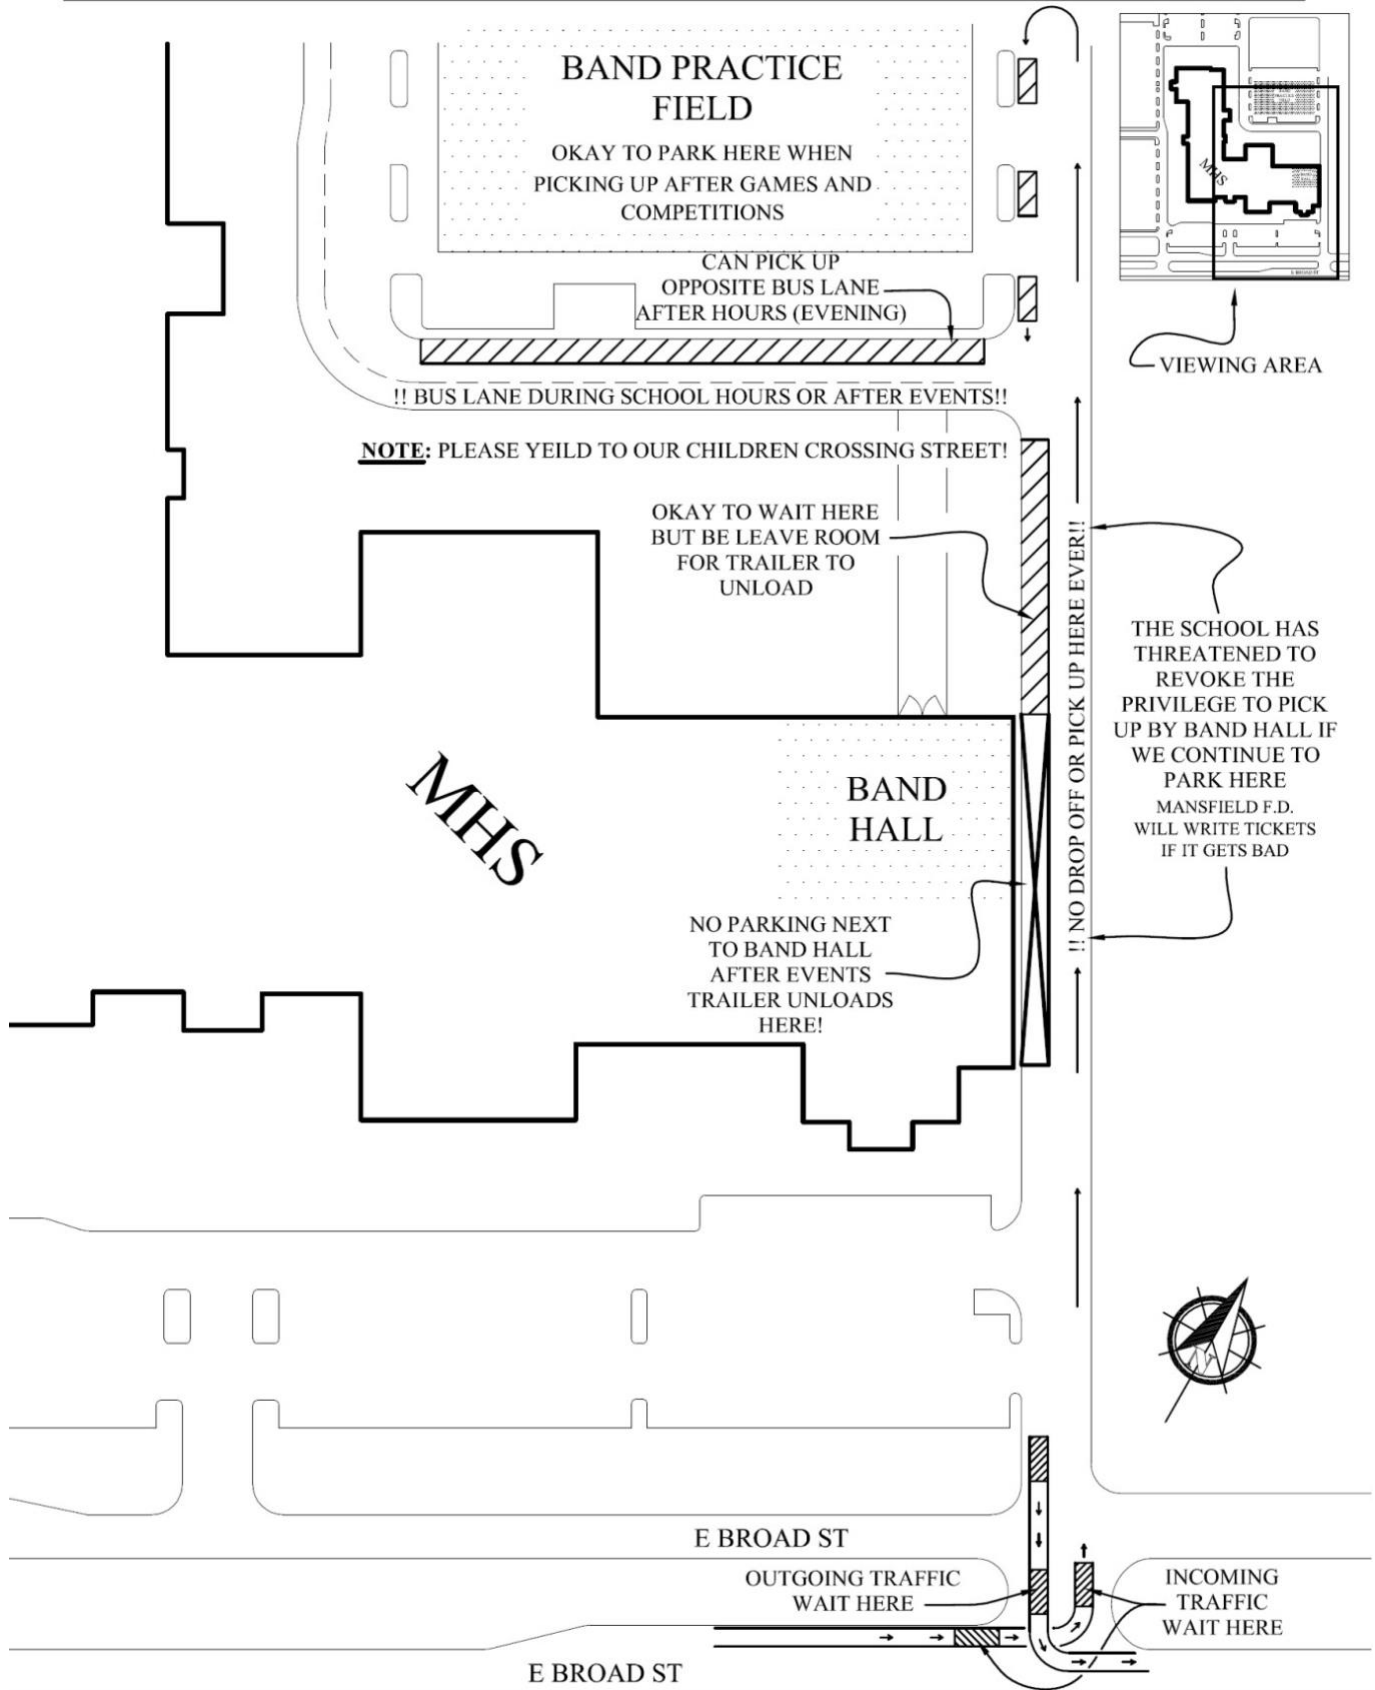 BAND PRACTICE
FIELD
OKAY TO PARK HERE WHEN
PICKING UP AFTER GAMES AND
COMPETITIONS
CAN PICK UP
OPPOSITE BUS LANE
AFTER HOURS (EVENING)
MHS
E BROAD ST
VIEWING AREA
!! BUS LANE DURING SCHOOL HOURS OR AFTER EVENTS!!
NOTE: PLEASE YEILD TO OUR CHILDREN CROSSING STREET!
OKAY TO WAIT HERE
BUT BE LEAVE ROOM
FOR TRAILER TO
UNLOAD
!! NO DROP OFF OR PICK UP HERE EVER!!
THE SCHOOL HAS
THREATENED TO
REVOKE THE
PRIVILEGE TO PICK
UP BY BAND HALL IF
WE CONTINUE TO
PARK HERE
MANSFIELD F.D.
WILL WRITE TICKETS
IF IT GETS BAD
MHS
BAND
HALL
NO PARKING NEXT
TO BAND HALL
AFTER EVENTS
TRAILER UNLOADS
HERE!
N
E BROAD ST
OUTGOING TRAFFIC
WAIT HERE
INCOMING
TRAFFIC
WAIT HERE
E BROAD ST